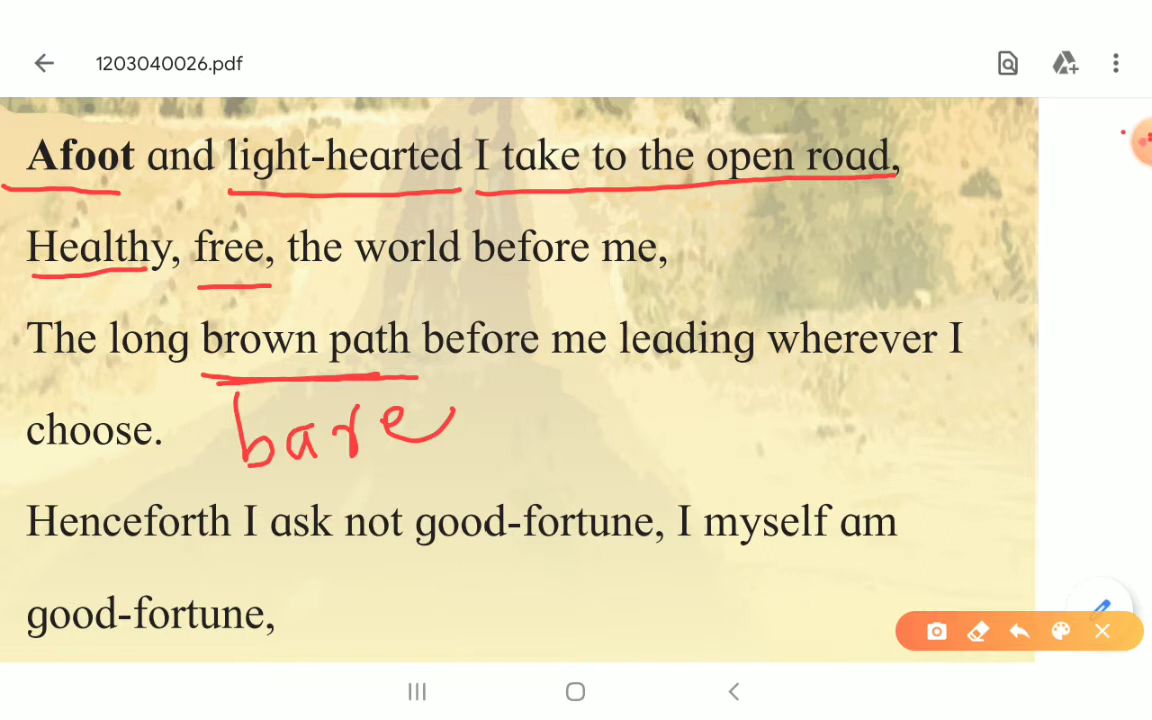 1203040026.pdf
Afoot and light-hearted I take to the open road,
Healthy, free, the world before me,
The long brown path before me leading wherever I
choose.
bare
Henceforth I ask not good-fortune, I myself am
good-fortune,